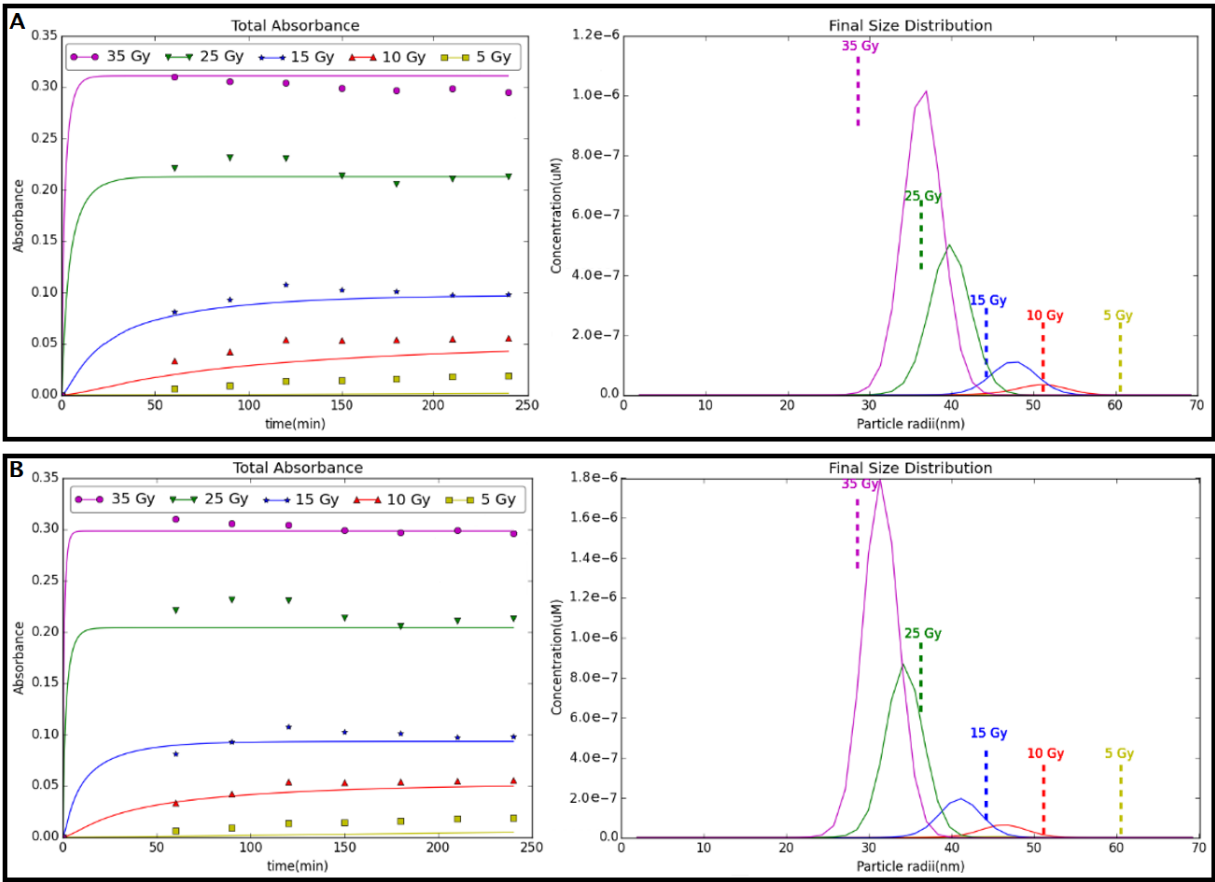 A
Total Absorbance
Final Size Distribution
35 Gy 25 Gy 15 Gy 10 Gy 5 Gy
0.35
0.30
0.25
0.20
0.15
0.10
0.05
0.00
Absorbance
0 50 100 150 200 250
time(min)
1.2e−6
1.0e−6
8.0e−7
6.0e−7
4.0e−7
2.0e−7
0.0
Concentration(uM)
35 Gy
25 Gy
15 Gy
10 Gy
5 Gy
0 10 20 30 40 50 60 70
Particle radii(nm)
B
Total Absorbance
Final Size Distribution
35 Gy 25 Gy 15 Gy 10 Gy 5 Gy
0.35
0.30
0.25
0.20
0.15
0.10
0.05
0.00
Absorbance
0 50 100 150 200 250
time(min)
1.8e−6
1.6e−6
1.4e−6
1.2e−6
1.0e−6
8.0e−7
6.0e−7
4.0e−7
2.0e−7
0.0
Concentration(uM)
35 Gy
25 Gy
15 Gy
10 Gy
5 Gy
0 10 20 30 40 50 60 70
Particle radii(nm)